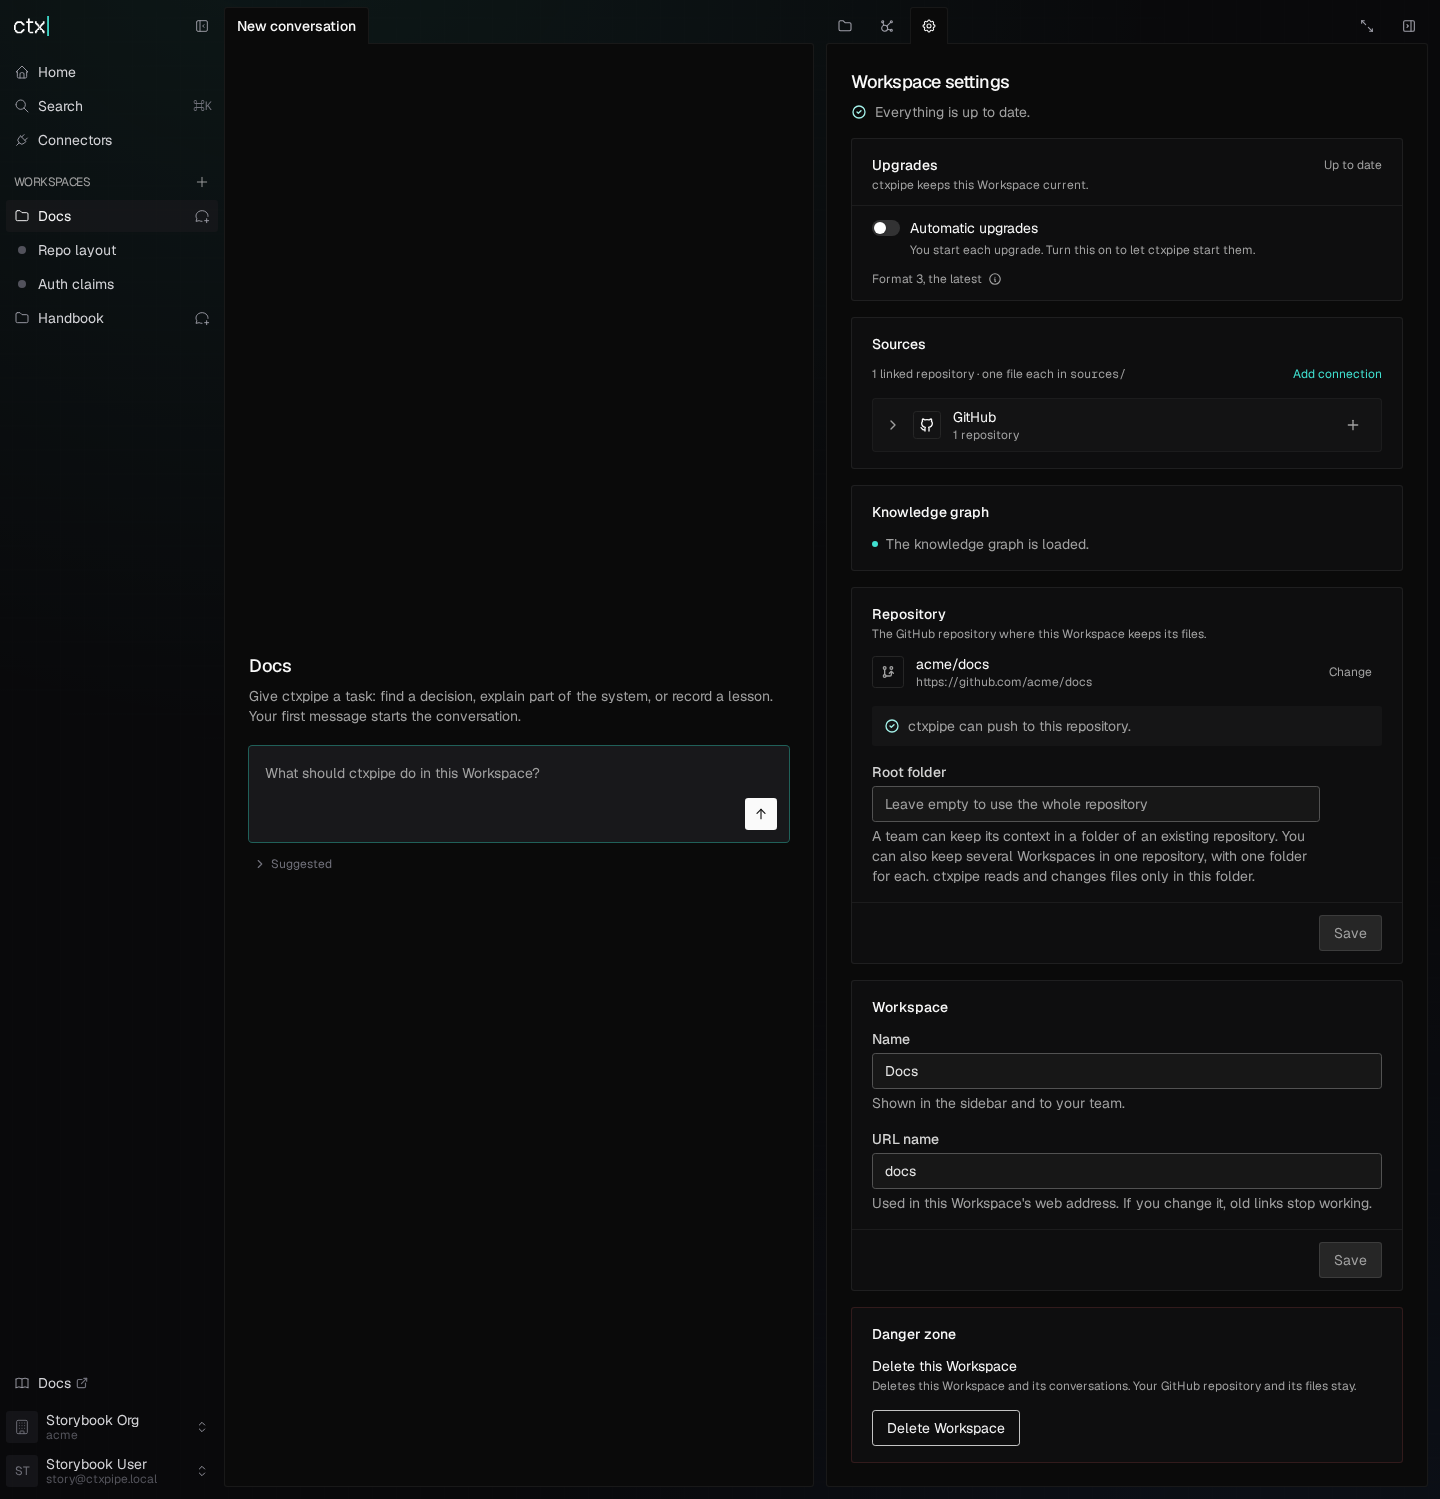 ctx
Home
Search
⌘K
Connectors
WORKSPACES
Docs
Repo layout
Auth claims
Handbook
Docs
Storybook Org
acme
ST
Storybook User
story@ctxpipe.local
New conversation
Docs
Give ctxpipe a task: find a decision, explain part of the system, or record a lesson.
Your first message starts the conversation.
What should ctxpipe do in this Workspace?
Suggested
Workspace settings
Everything is up to date.
Upgrades
Up to date
ctxpipe keeps this Workspace current.
Automatic upgrades
You start each upgrade. Turn this on to let ctxpipe start them.
Format 3, the latest
Sources
1 linked repository · one file each in sources/
Add connection
GitHub
1 repository
Knowledge graph
The knowledge graph is loaded.
Repository
The GitHub repository where this Workspace keeps its files.
acme/docs
https://github.com/acme/docs
Change
ctxpipe can push to this repository.
Root folder
Leave empty to use the whole repository
A team can keep its context in a folder of an existing repository. You
can also keep several Workspaces in one repository, with one folder
for each. ctxpipe reads and changes files only in this folder.
Save
Workspace
Name
Docs
Shown in the sidebar and to your team.
URL name
docs
Used in this Workspace's web address. If you change it, old links stop working.
Save
Danger zone
Delete this Workspace
Deletes this Workspace and its conversations. Your GitHub repository and its files stay.
Delete Workspace